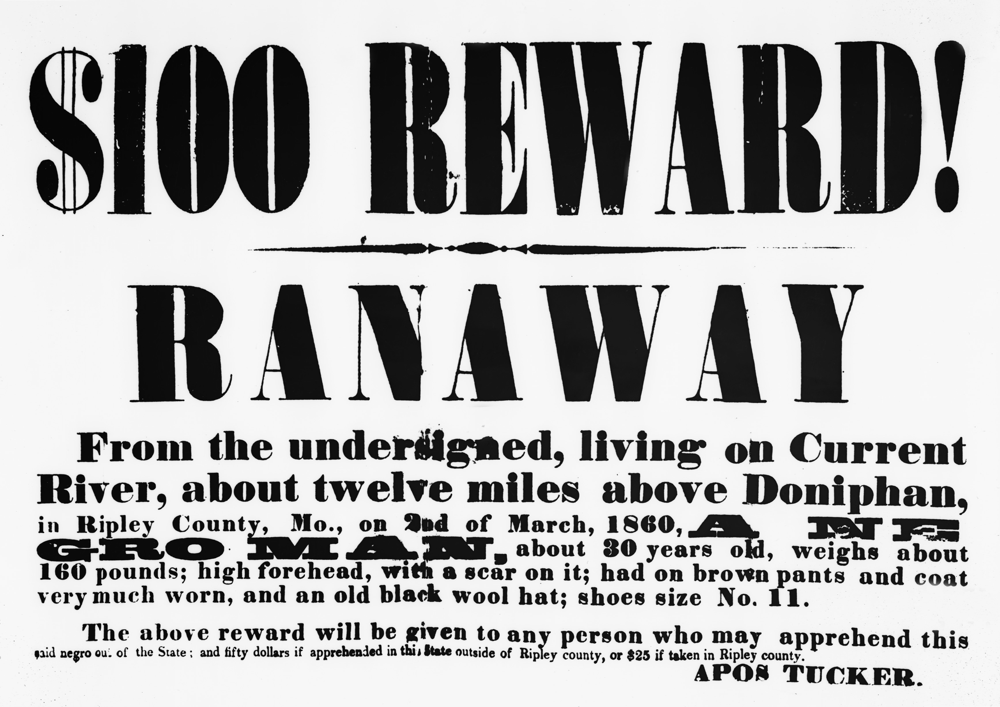 $100 REWARD!
RANAWAY
From the undersigned, living on Current
River, about twelve miles above Doniphan,
in Ripley County, Mo., on 2nd of March, 1860, A NE
GRO MAN, about 30 years old, weighs about
160 pounds; high forehead, with a scar on it; had on brown pants and coat
very much worn, and an old black wool hat; shoes size No. 11.
The above reward will be given to any person who may apprehend this
said negro out of the State; and fifty dollars if apprehended in this State outside of Ripley county, or $25 if taken in Ripley county.
APOS TUCKER.